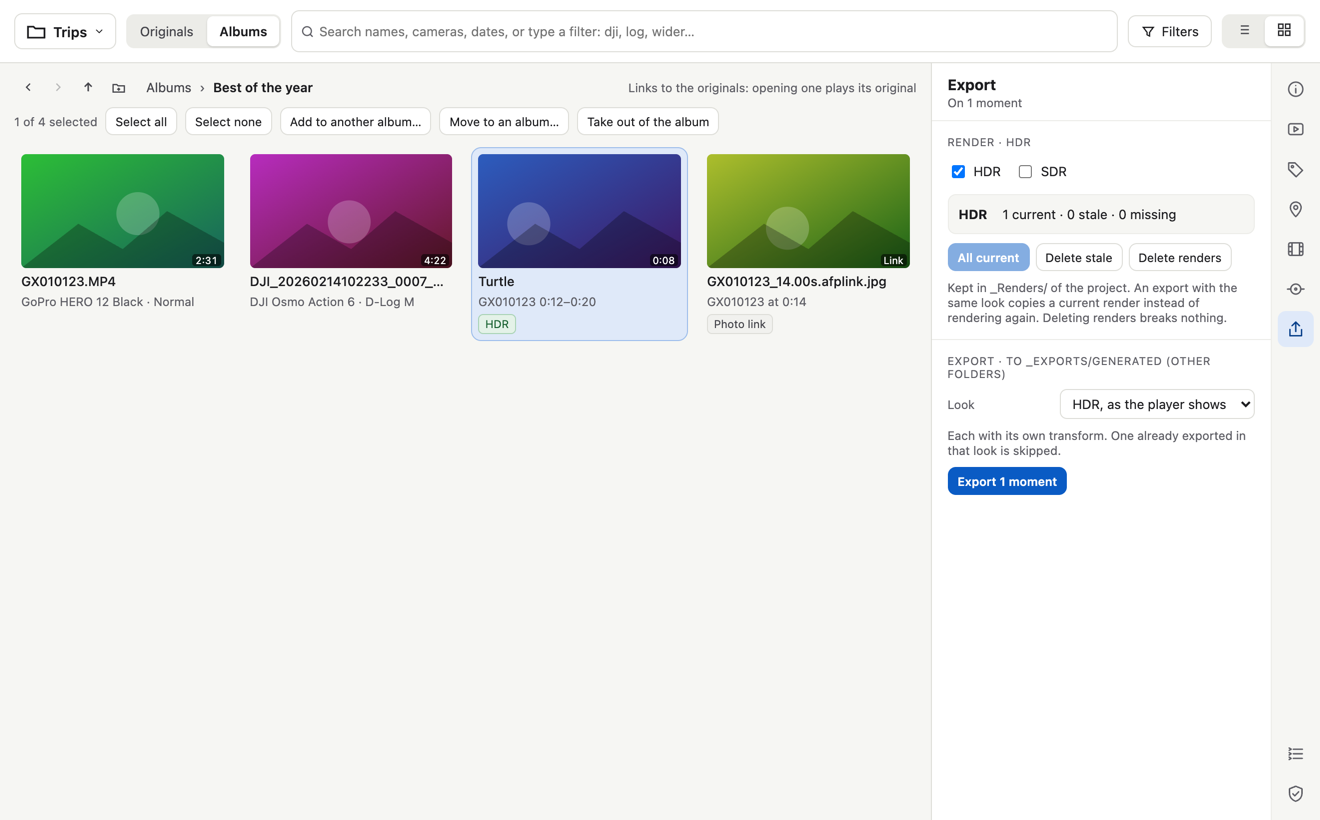 Trips
Originals
Albums
Search names, cameras, dates, or type a filter: dji, log, wider...
Filters
Albums › Best of the year
Links to the originals: opening one plays its original
1 of 4 selected
Select all
Select none
Add to another album...
Move to an album...
Take out of the album
2:31
GX010123.MP4
GoPro HERO 12 Black · Normal
4:22
DJI_20260214102233_0007_...
DJI Osmo Action 6 · D-Log M
0:08
Turtle
GX010123 0:12–0:20
HDR
Link
GX010123_14.00s.afplink.jpg
GX010123 at 0:14
Photo link
Export
On 1 moment
RENDER · HDR
HDR
SDR
HDR 1 current · 0 stale · 0 missing
All current
Delete stale
Delete renders
Kept in _Renders/ of the project. An export with the
same look copies a current render instead of
rendering again. Deleting renders breaks nothing.
EXPORT · TO _EXPORTS/GENERATED (OTHER
FOLDERS)
Look
HDR, as the player shows
Each with its own transform. One already exported in
that look is skipped.
Export 1 moment